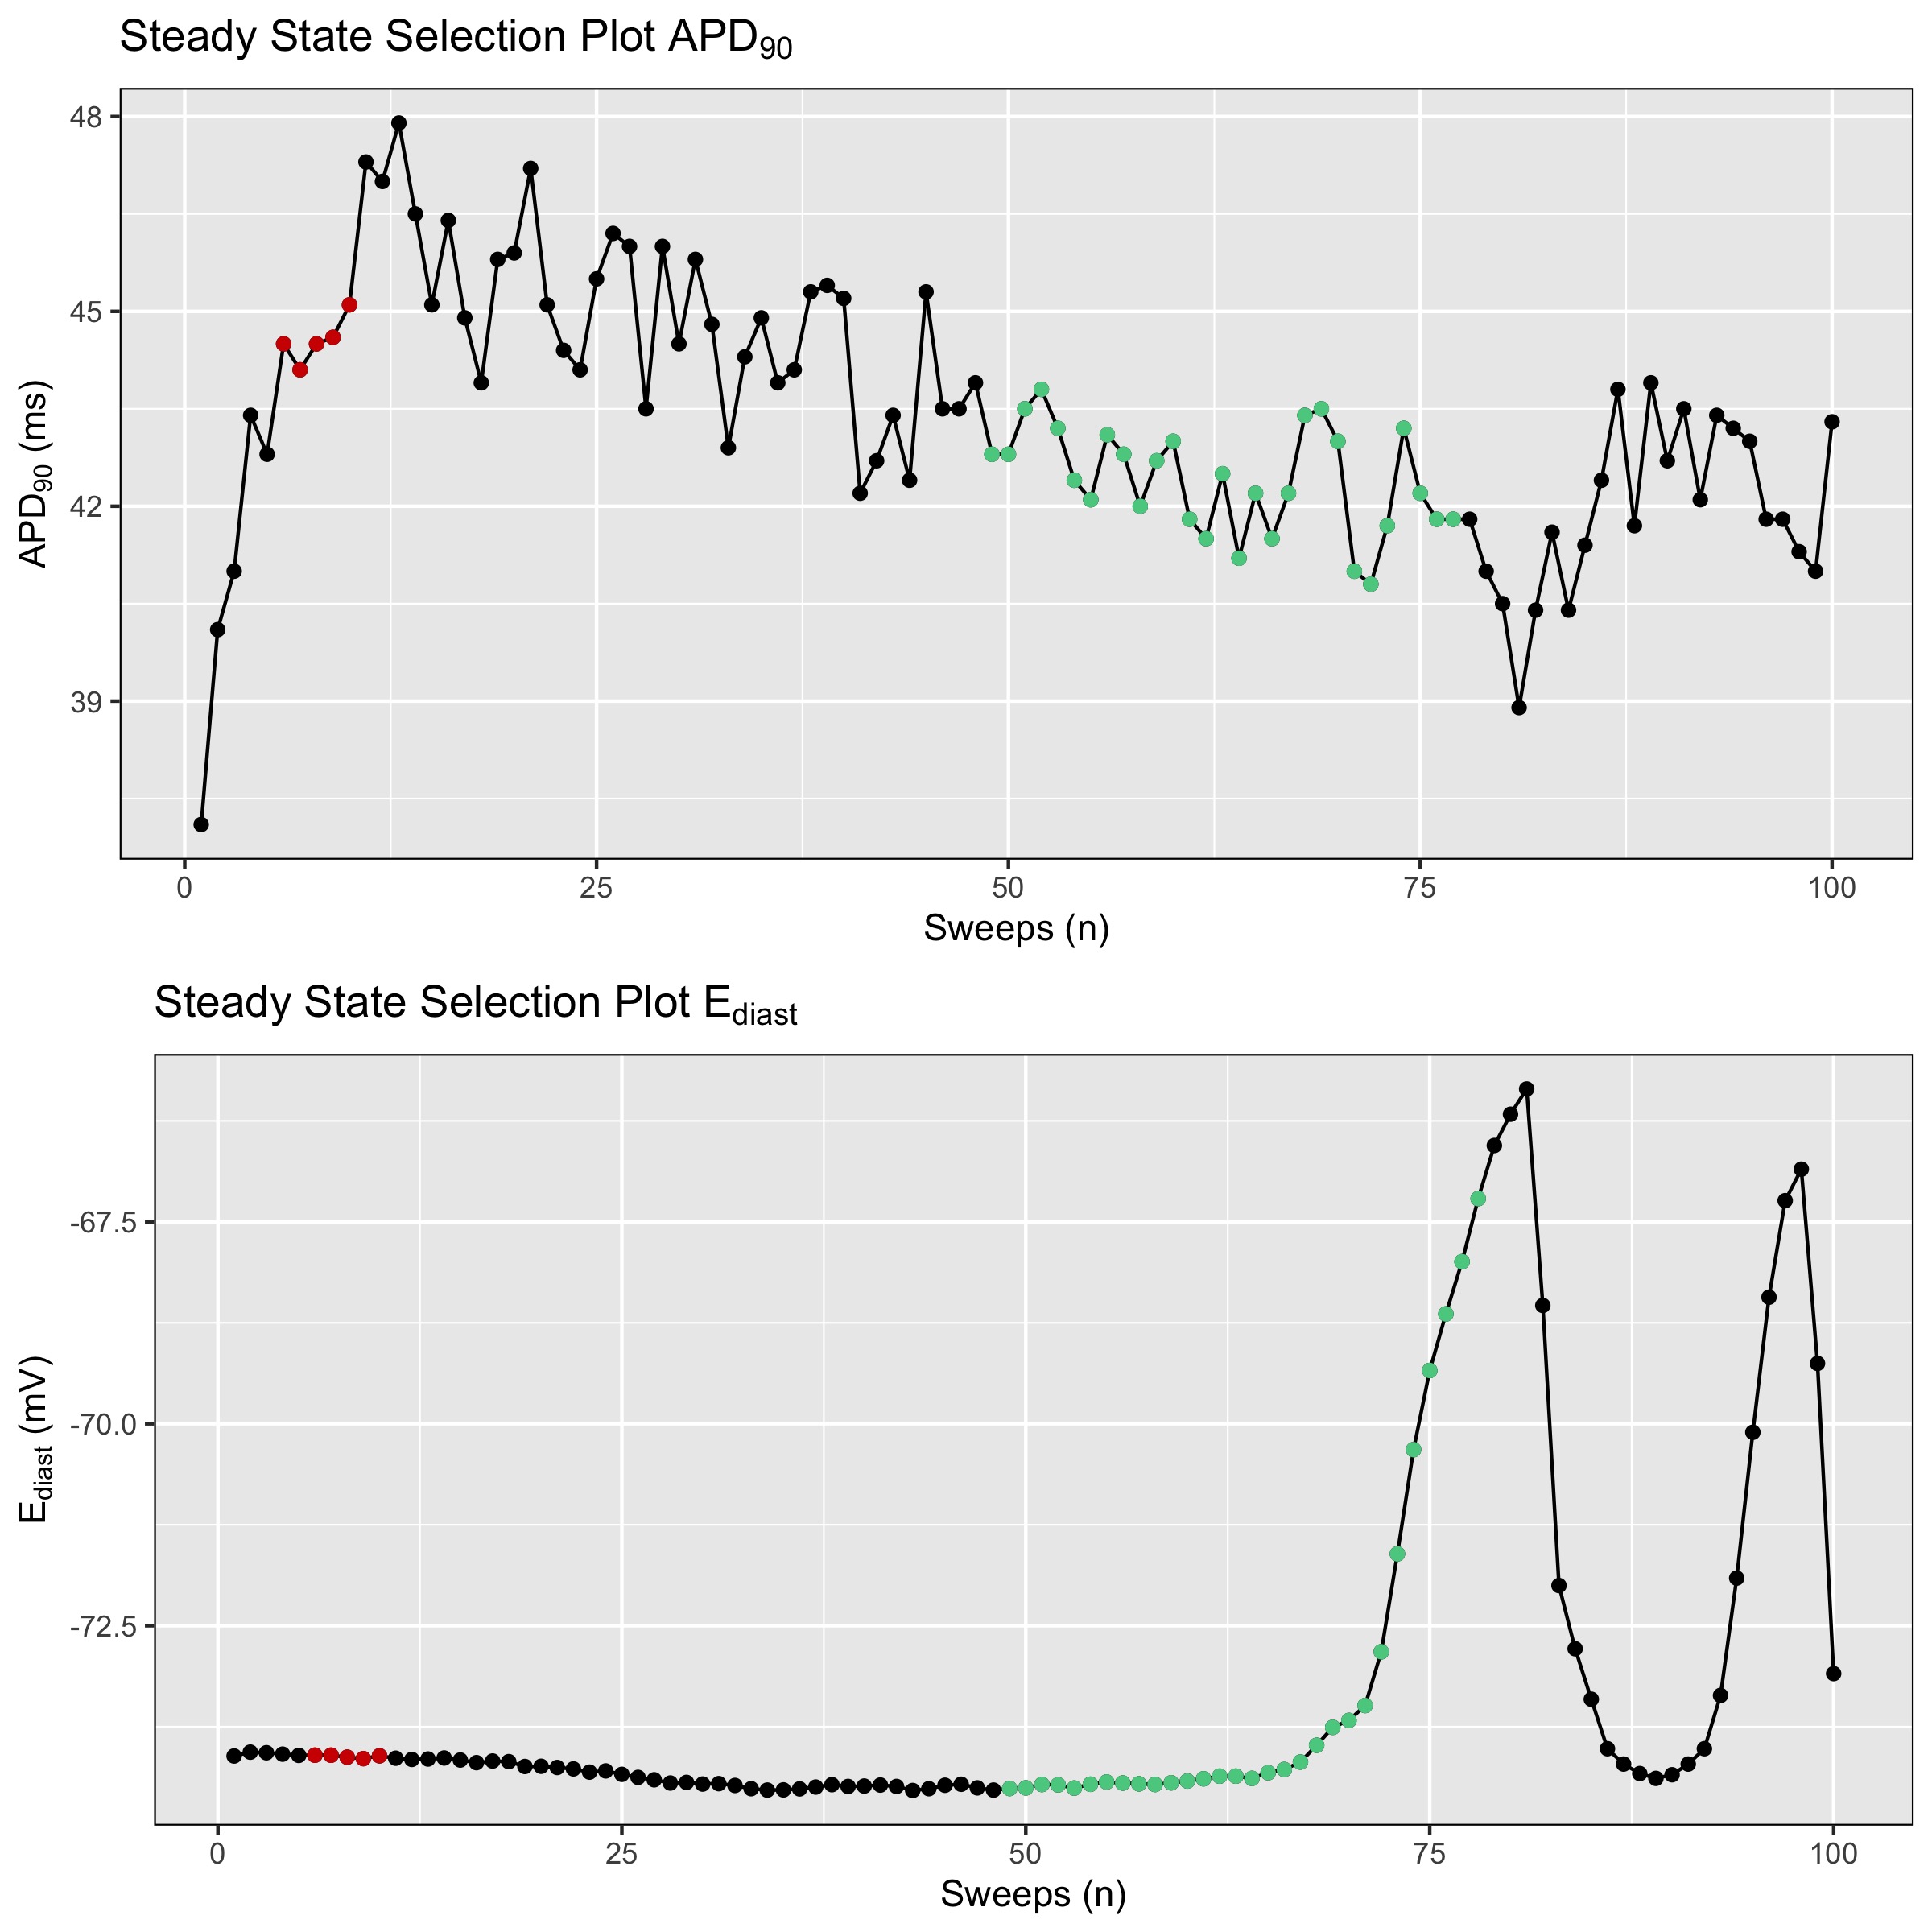 Steady State Selection Plot APD90
48
45
42
39
APD90 (ms)
0 25 50 75 100
Sweeps (n)
Steady State Selection Plot Ediast
-67.5
-70.0
-72.5
Ediast (mV)
0 25 50 75 100
Sweeps (n)